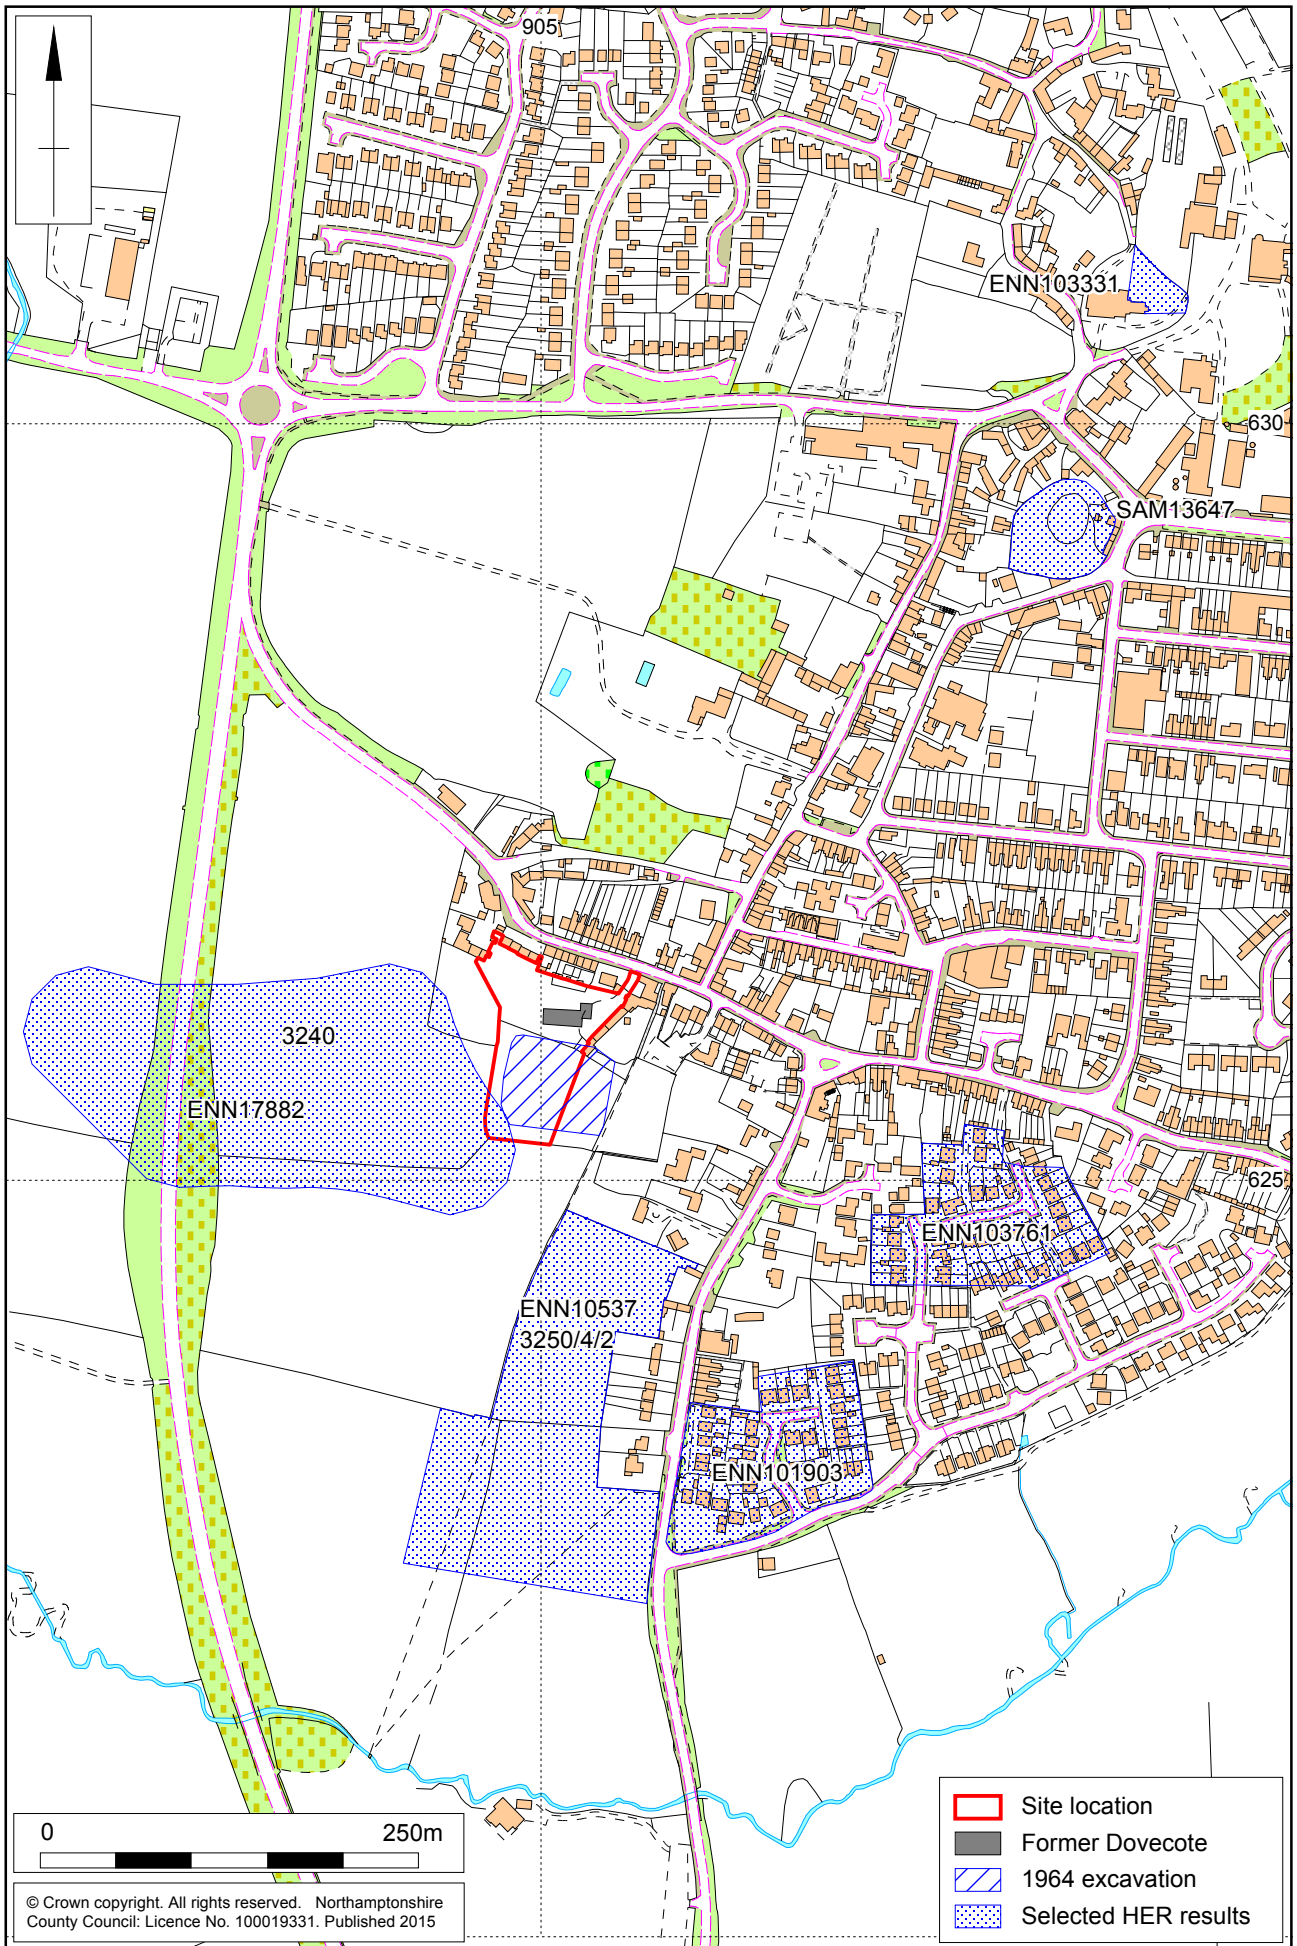 905
ENN103331
630
SAM13647
3240
ENN17882
625
ENN103761
ENN10537
3250/4/2
ENN101903
0 250m
© Crown copyright. All rights reserved. Northamptonshire
County Council: Licence No. 100019331. Published 2015
Site location
Former Dovecote
1964 excavation
Selected HER results